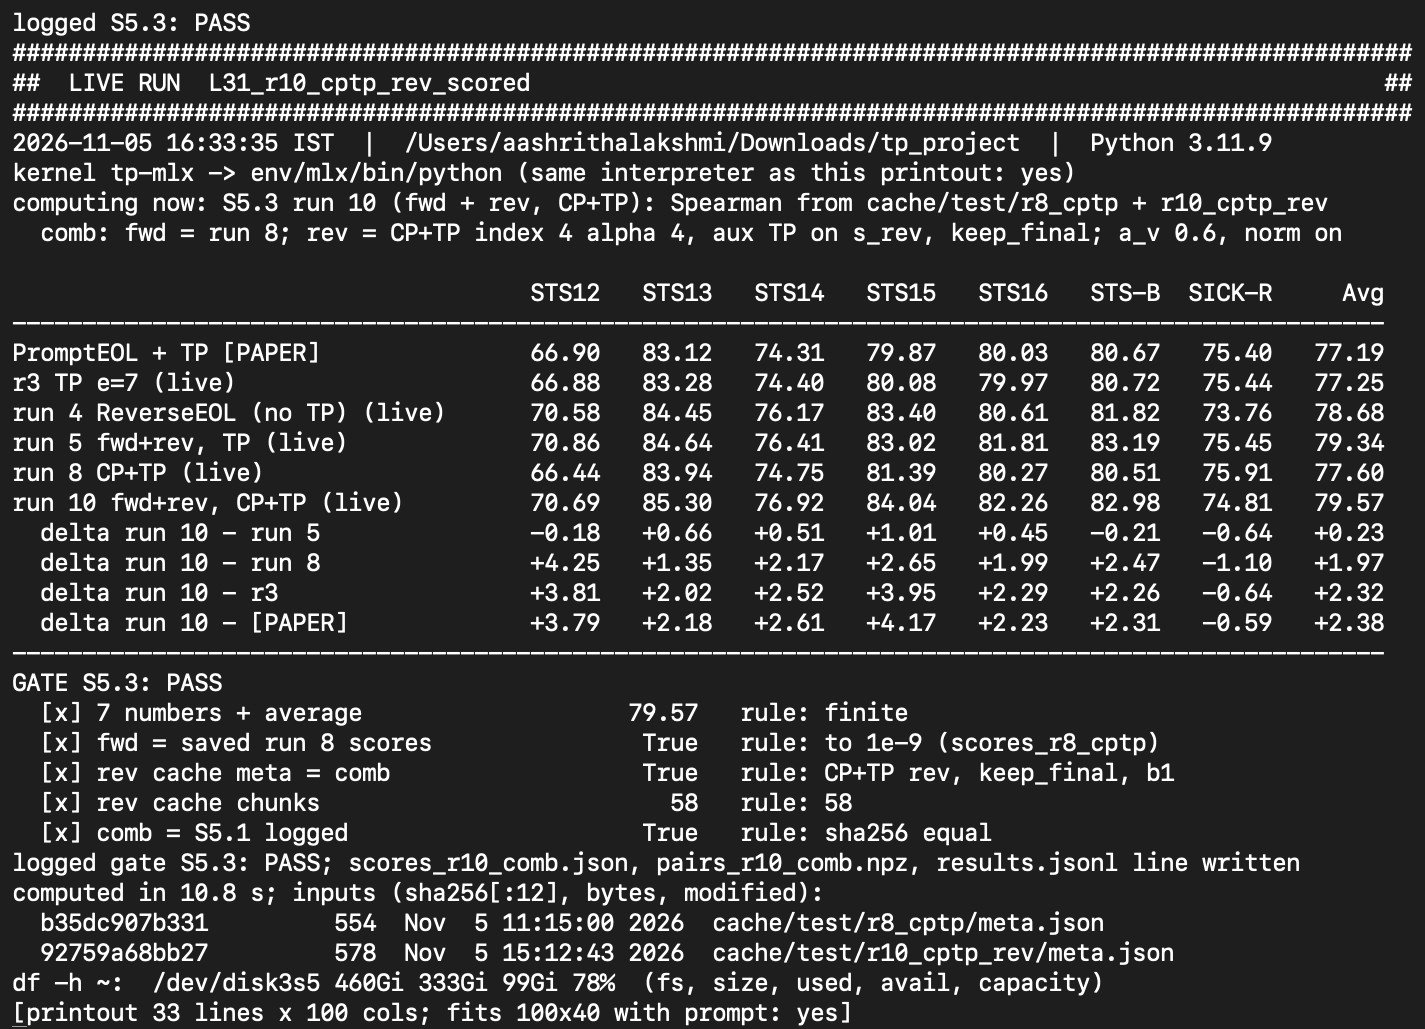 logged S5.3: PASS
####################################################################################################
##  LIVE RUN  L31_r10_cptp_rev_scored                                                             ##
####################################################################################################
2026-11-05 16:33:35 IST  |  /Users/aashrithalakshmi/Downloads/tp_project  |  Python 3.11.9
kernel tp-mlx -> env/mlx/bin/python (same interpreter as this printout: yes)
computing now: S5.3 run 10 (fwd + rev, CP+TP): Spearman from cache/test/r8_cptp + r10_cptp_rev
  comb: fwd = run 8; rev = CP+TP index 4 alpha 4, aux TP on s_rev, keep_final; a_v 0.6, norm on
                                     STS12   STS13   STS14   STS15   STS16   STS-B  SICK-R     Avg
--------------------------------------------------------------------------------------------------
PromptEOL + TP [PAPER]               66.90   83.12   74.31   79.87   80.03   80.67   75.40   77.19
r3 TP e=7 (live)                     66.88   83.28   74.40   80.08   79.97   80.72   75.44   77.25
run 4 ReverseEOL (no TP) (live)      70.58   84.45   76.17   83.40   80.61   81.82   73.76   78.68
run 5 fwd+rev, TP (live)             70.86   84.64   76.41   83.02   81.81   83.19   75.45   79.34
run 8 CP+TP (live)                   66.44   83.94   74.75   81.39   80.27   80.51   75.91   77.60
run 10 fwd+rev, CP+TP (live)         70.69   85.30   76.92   84.04   82.26   82.98   74.81   79.57
  delta run 10 - run 5               -0.18   +0.66   +0.51   +1.01   +0.45   -0.21   -0.64   +0.23
  delta run 10 - run 8               +4.25   +1.35   +2.17   +2.65   +1.99   +2.47   -1.10   +1.97
  delta run 10 - r3                  +3.81   +2.02   +2.52   +3.95   +2.29   +2.26   -0.64   +2.32
  delta run 10 - [PAPER]             +3.79   +2.18   +2.61   +4.17   +2.23   +2.31   -0.59   +2.38
--------------------------------------------------------------------------------------------------
GATE S5.3: PASS
  [x] 7 numbers + average                   79.57   rule: finite
  [x] fwd = saved run 8 scores               True   rule: to 1e-9 (scores_r8_cptp)
  [x] rev cache meta = comb                  True   rule: CP+TP rev, keep_final, b1
  [x] rev cache chunks                         58   rule: 58
  [x] comb = S5.1 logged                     True   rule: sha256 equal
logged gate S5.3: PASS; scores_r10_comb.json, pairs_r10_comb.npz, results.jsonl line written
computed in 10.8 s; inputs (sha256[:12], bytes, modified):
  b35dc907b331         554  Nov  5 11:15:00 2026  cache/test/r8_cptp/meta.json
  92759a68bb27         578  Nov  5 15:12:43 2026  cache/test/r10_cptp_rev/meta.json
df -h ~:  /dev/disk3s5 460Gi 333Gi 99Gi 78%  (fs, size, used, avail, capacity)
[printout 33 lines x 100 cols; fits 100x40 with prompt: yes]